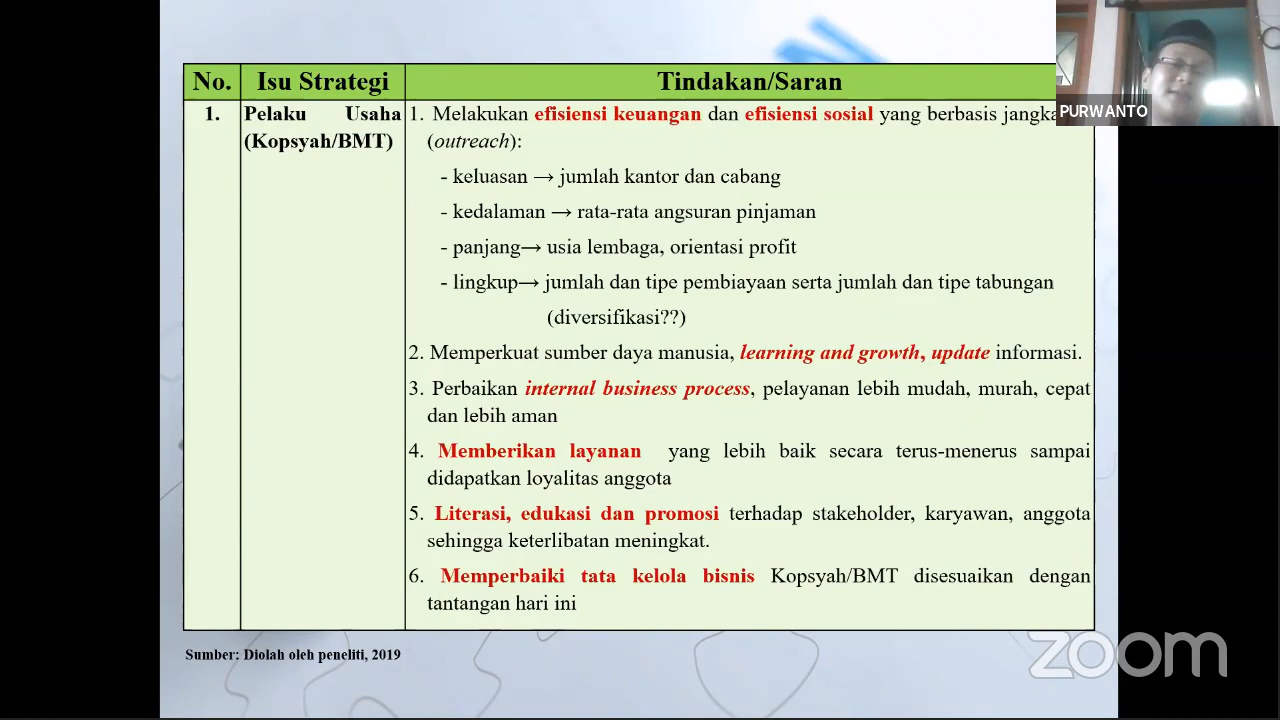 No. Isu Strategi Tindakan/Saran
1. Pelaku Usaha
(Kopsyah/BMT)
1. Melakukan efisiensi keuangan dan efisiensi sosial yang berbasis
(outreach):
- keluasan → jumlah kantor dan cabang
- kedalaman → rata-rata angsuran pinjaman
- panjang→ usia lembaga, orientasi profit
- lingkup→ jumlah dan tipe pembiayaan serta jumlah dan tipe tabungan
(diversifikasi??)
2. Memperkuat sumber daya manusia, learning and growth, update informasi.
3. Perbaikan internal business process, pelayanan lebih mudah, murah, cepat
dan lebih aman
4. Memberikan layanan yang lebih baik secara terus-menerus sampai
didapatkan loyalitas anggota
5. Literasi, edukasi dan promosi terhadap stakeholder, karyawan, anggota
sehingga keterlibatan meningkat.
6. Memperbaiki tata kelola bisnis Kopsyah/BMT disesuaikan dengan
tantangan hari ini
Sumber: Diolah oleh peneliti, 2019
PURWANTO
zoom